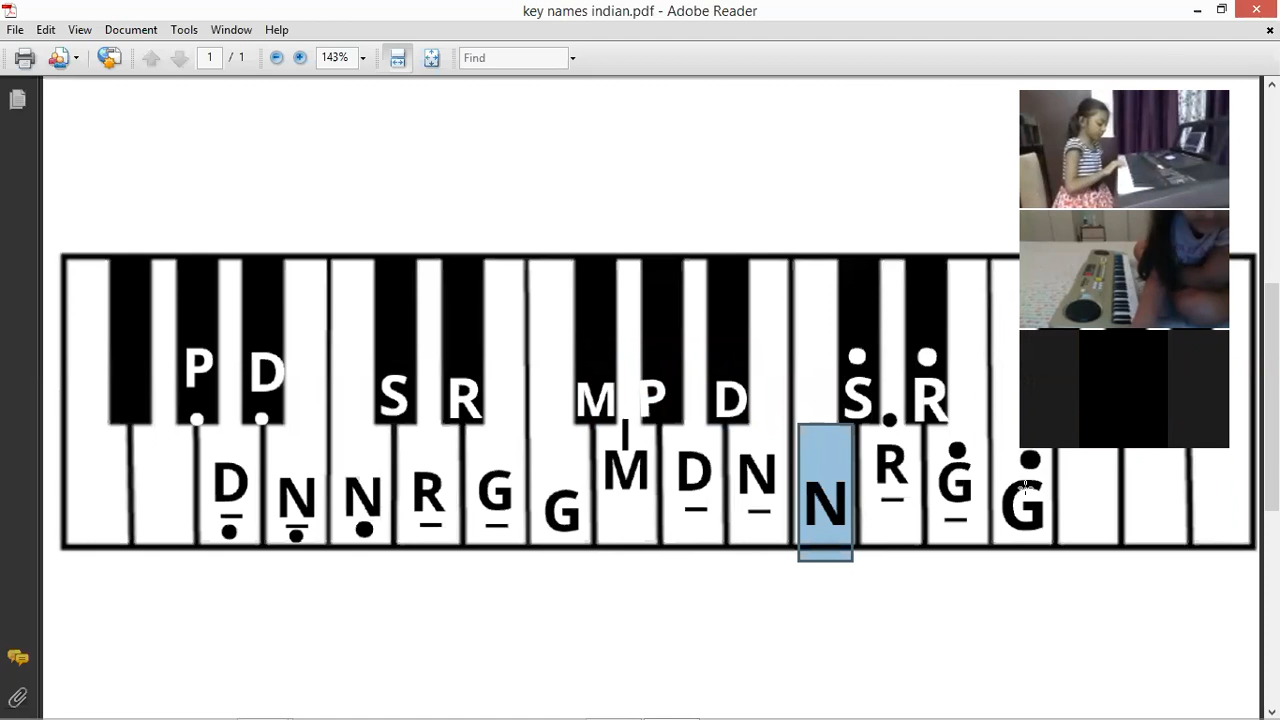 key names indian.pdf - Adobe Reader
File Edit View Document Tools Window Help
1 / 1 143% Find
P D S R M P D Ṡ Ṙ
Ḍ̲ Ṇ̲ Ṇ R̲ G̲ G M̍ D̲ N̲ N Ṙ̲ Ġ̲ Ġ